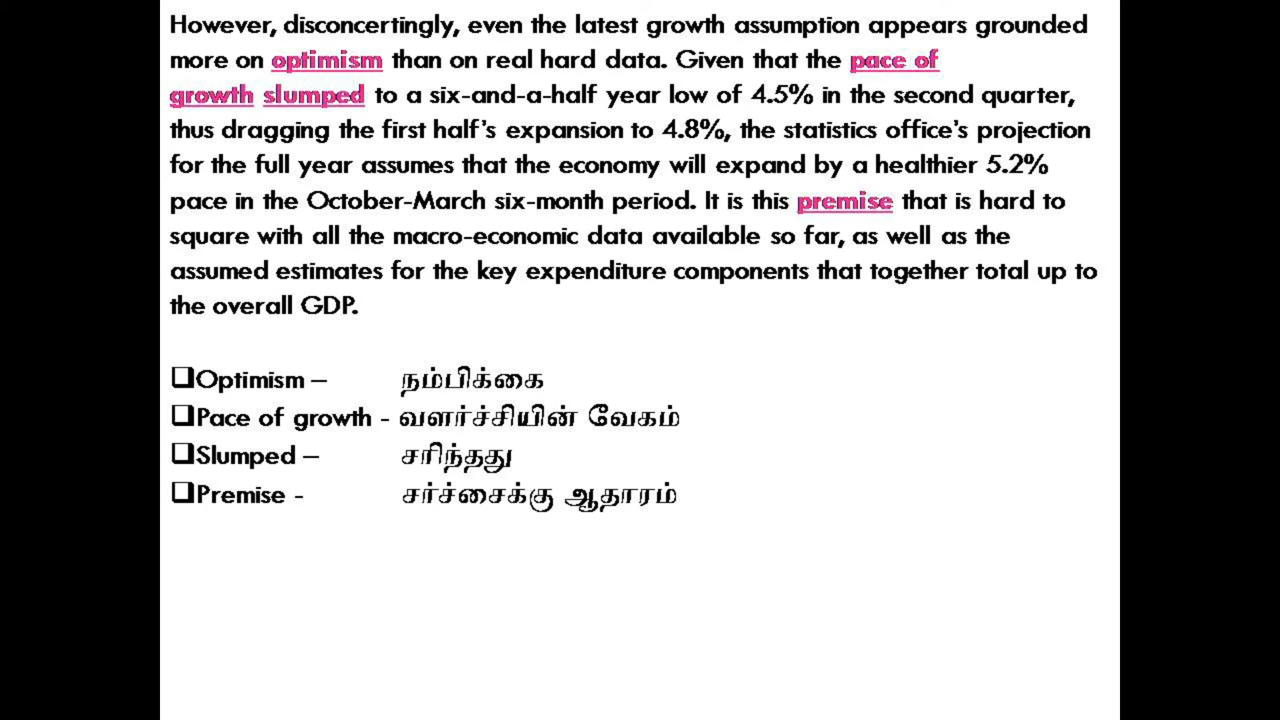 However, disconcertingly, even the latest growth assumption appears grounded
more on optimism than on real hard data. Given that the pace of
growth slumped to a six-and-a-half year low of 4.5% in the second quarter,
thus dragging the first half's expansion to 4.8%, the statistics office's projection
for the full year assumes that the economy will expand by a healthier 5.2%
pace in the October-March six-month period. It is this premise that is hard to
square with all the macro-economic data available so far, as well as the
assumed estimates for the key expenditure components that together total up to
the overall GDP.
❑Optimism – நம்பிக்கை
❑Pace of growth - வளர்ச்சியின் வேகம்
❑Slumped – சரிந்தது
❑Premise - சர்ச்சைக்கு ஆதாரம்